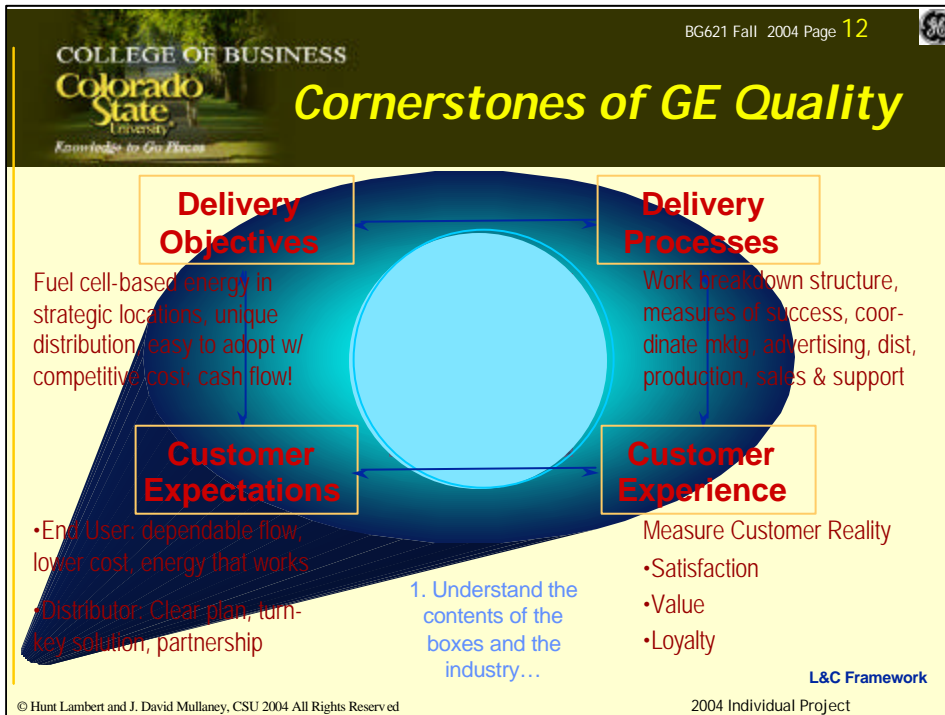 BG621 Fall 2004 Page 12
COLLEGE OF BUSINESS
Colorado
State
University
Knowledge to Go Places
Cornerstones of GE Quality
Delivery
Objectives
Fuel cell-based energy in
strategic locations, unique
distribution, easy to adopt w/
competitive cost: cash flow!
Delivery
Processes
Work breakdown structure,
measures of success, coor-
dinate mktg, advertising, dist,
production, sales & support
Customer
Expectations
•End User: dependable flow,
lower cost, energy that works
•Distributor: Clear plan, turn-
key solution, partnership
Customer
Experience
Measure Customer Reality
•Satisfaction
•Value
•Loyalty
1. Understand the
contents of the
boxes and the
industry…
L&C Framework
© Hunt Lambert and J. David Mullaney, CSU 2004 All Rights Reserved
2004 Individual Project